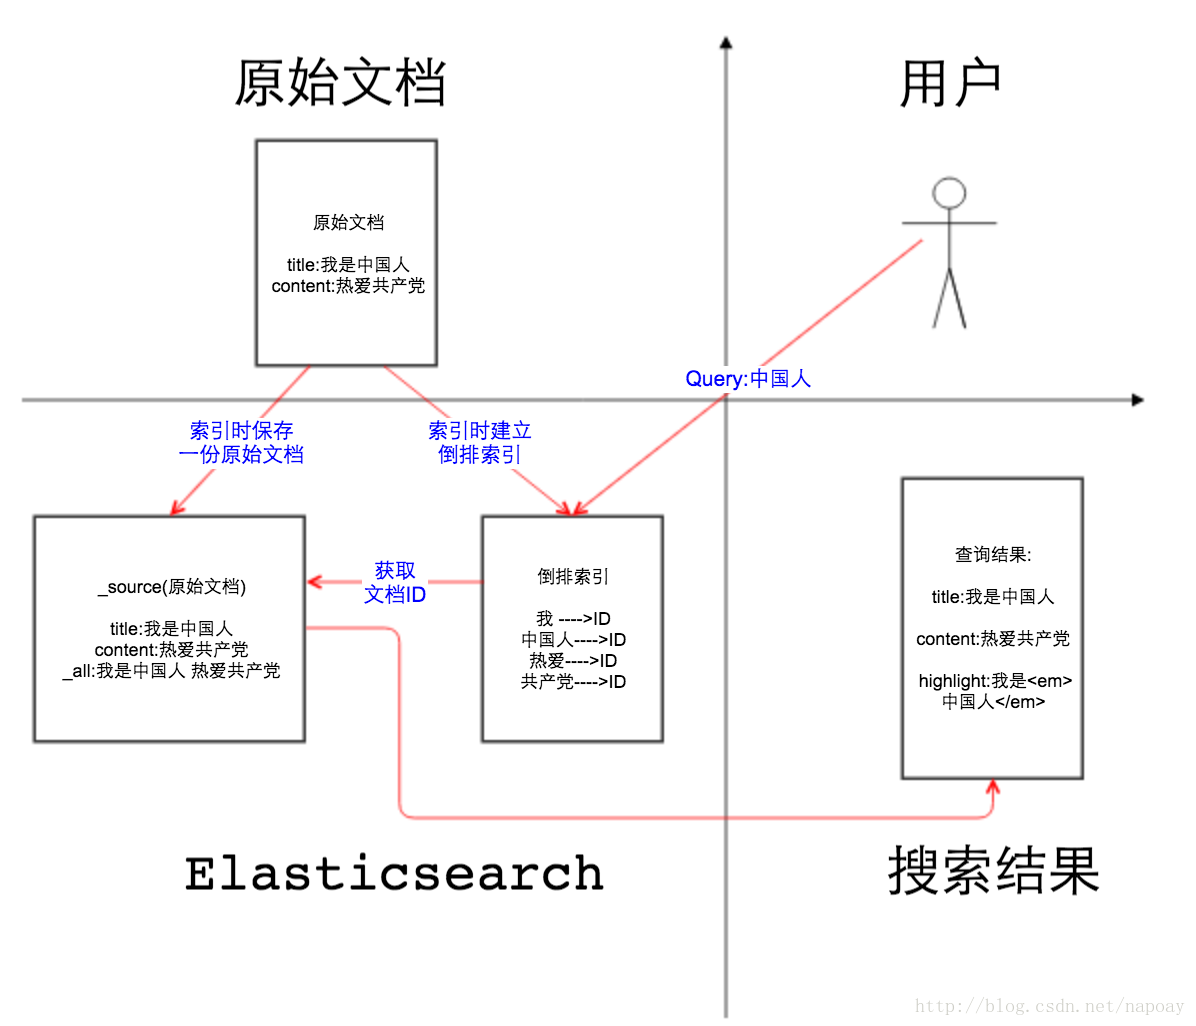 原始文档
用户
原始文档
title:我是中国人
content:热爱共产党
Query:中国人
索引时保存
一份原始文档
索引时建立
倒排索引
_source(原始文档)
title:我是中国人
content:热爱共产党
_all:我是中国人 热爱共产党
获取
文档ID
倒排索引
我 ---->ID
中国人---->ID
热爱---->ID
共产党---->ID
查询结果:
title:我是中国人
content:热爱共产党
highlight:我是<em>
中国人</em>
Elasticsearch
搜索结果
http://blog.csdn.net/napoay